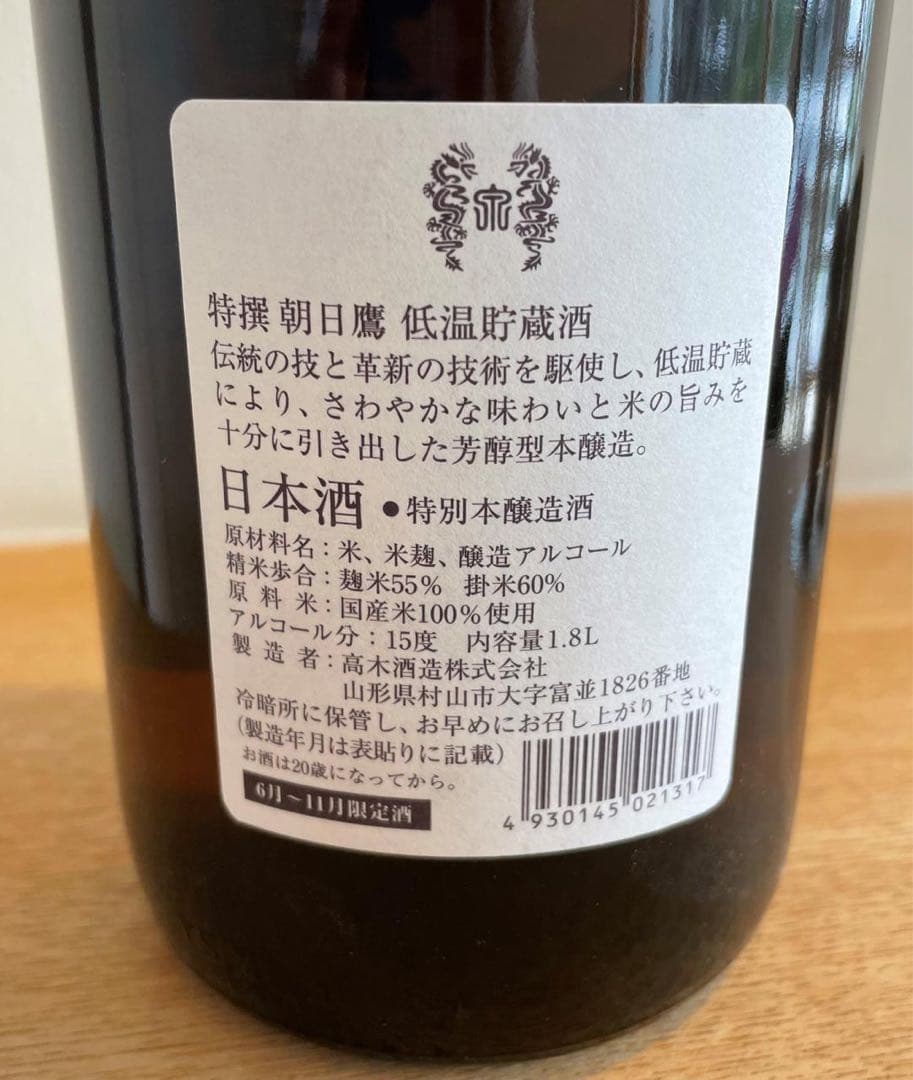 特撰 朝日鷹 低温貯蔵酒
伝統の技と革新の技術を駆使し、低温貯蔵
により、さわやかな味わいと米の旨みを
十分に引き出した芳醇型本醸造。
日本酒 ●特別本醸造酒
原材料名：米、米麹、醸造アルコール
精米歩合：麹米55% 掛米60%
原料米：国産米100%使用
アルコール分：15度 内容量1.8L
製造者：高木酒造株式会社
山形県村山市大字富並1826番地
冷暗所に保管し、お早めにお召し上がり下さい。
(製造年月は表貼りに記載)
お酒は20歳になってから。
6月〜11月限定酒
4 930145 021317